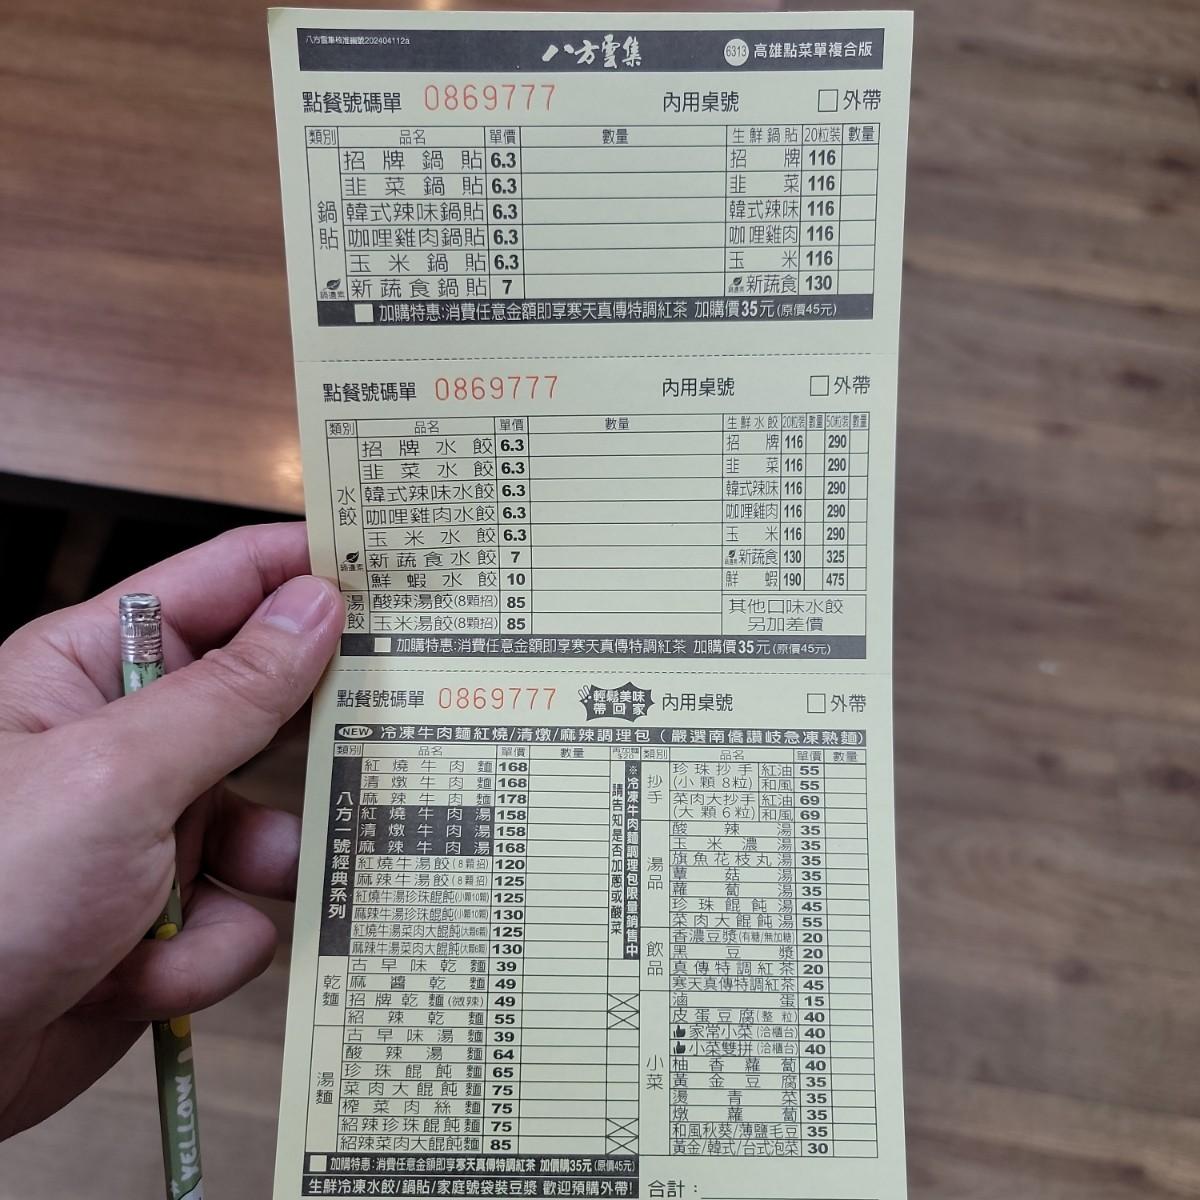 八方雲集核准編號202404112a
八方雲集
6313 高雄點菜單複合版
點餐號碼單 0869777 內用桌號 □外帶
類別 品名 單價 數量 生鮮鍋貼 20粒裝 數量
鍋貼
招牌鍋貼 6.3 招牌 116
韭菜鍋貼 6.3 韭菜 116
韓式辣味鍋貼 6.3 韓式辣味 116
咖哩雞肉鍋貼 6.3 咖哩雞肉 116
玉米鍋貼 6.3 玉米 116
新蔬食鍋貼 7 新蔬食 130
加購特惠:消費任意金額即享寒天真傳特調紅茶 加購價35元(原價45元)
點餐號碼單 0869777 內用桌號 □外帶
類別 品名 單價 數量 生鮮水餃 20粒裝 數量 50粒裝 數量
水餃
招牌水餃 6.3 招牌 116 290
韭菜水餃 6.3 韭菜 116 290
韓式辣味水餃 6.3 韓式辣味 116 290
咖哩雞肉水餃 6.3 咖哩雞肉 116 290
玉米水餃 6.3 玉米 116 290
新蔬食水餃 7 新蔬食 130 325
鮮蝦水餃 10 鮮蝦 190 475
湯餃
酸辣湯餃(8顆招) 85 其他口味水餃
玉米湯餃(8顆招) 85 另加差價
加購特惠:消費任意金額即享寒天真傳特調紅茶 加購價35元(原價45元)
點餐號碼單 0869777 輕鬆美味 帶回家 內用桌號 □外帶
NEW 冷凍牛肉麵紅燒/清燉/麻辣調理包(嚴選南僑讚岐急凍熟麵)
類別 品名 單價 數量
八方一號經典系列
紅燒牛肉麵 168
清燉牛肉麵 168
麻辣牛肉麵 178
紅燒牛肉湯 158
清燉牛肉湯 158
麻辣牛肉湯 168
紅燒牛湯餃(8顆招) 120
麻辣牛湯餃(8顆招) 125
紅燒牛湯珍珠餛飩(小顆10顆) 125
麻辣牛湯珍珠餛飩(小顆10顆) 130
紅燒牛湯菜肉大餛飩(大顆6顆) 125
麻辣牛湯菜肉大餛飩(大顆6顆) 130
※冷凍牛肉麵調理包限量銷售中
請告知是否加蔥或酸菜
乾麵
古早味乾麵 39
麻醬乾麵 49
招牌乾麵(微辣) 49
紹辣乾麵 55
湯麵
古早味湯麵 39
酸辣湯麵 64
珍珠餛飩麵 65
菜肉大餛飩麵 75
榨菜肉絲麵 75
紹辣珍珠餛飩麵 75
紹辣菜肉大餛飩麵 85
加購特惠:消費任意金額即享寒天真傳特調紅茶 加價購35元(原價45元)
生鮮冷凍水餃/鍋貼/家庭號袋裝豆漿 歡迎預購外帶!
類別 品名 單價 數量
抄手
珍珠抄手 紅油 55
(小顆8粒) 和風 55
菜肉大抄手 紅油 69
(大顆6粒) 和風 69
湯品
酸辣湯 35
玉米濃湯 35
旗魚花枝丸湯 35
蕈菇湯 35
蘿蔔湯 35
珍珠餛飩湯 45
菜肉大餛飩湯 55
飲品
香濃豆漿(有糖/無加糖) 20
黑豆漿 20
真傳特調紅茶 20
寒天真傳特調紅茶 45
小菜
滷蛋 15
皮蛋豆腐(整粒) 40
家常小菜(洽櫃台) 40
小菜雙拼(洽櫃台) 40
柚香蘿蔔 40
黃金豆腐 35
燙青菜 35
燉蘿蔔 35
和風秋葵/薄鹽毛豆 35
黃金/韓式/台式泡菜 30
合計:
YELLOW